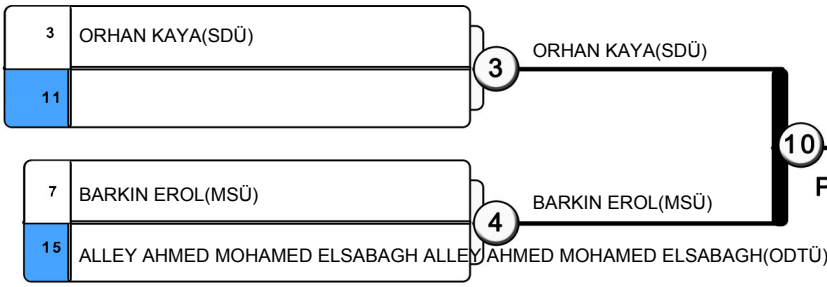 3 ORHAN KAYA(SDÜ)
11
3 ORHAN KAYA(SDÜ)
10
7 BARKIN EROL(MSÜ)
15 ALLEY AHMED MOHAMED ELSABAGH ALLEY AHMED MOHAMED ELSABAGH(ODTÜ)
4 BARKIN EROL(MSÜ)